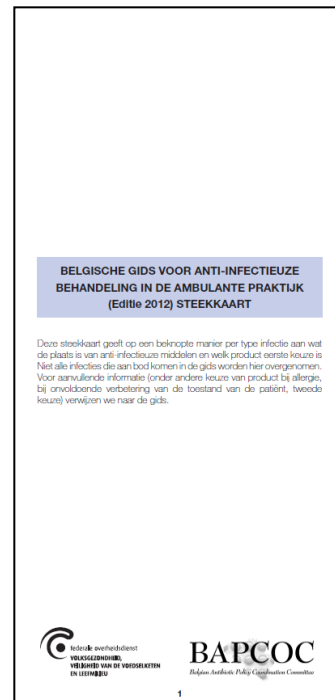 BELGISCHE GIDS VOOR ANTI-INFECTIEUZE
BEHANDELING IN DE AMBULANTE PRAKTIJK
(Editie 2012) STEEKKAART
Deze steekkaart geeft op een beknopte manier per type infectie aan wat
de plaats is van anti-infectieuze middelen en welk product eerste keuze is
Niet alle infecties die aan bod komen in de gids worden hier overgenomen.
Voor aanvullende informatie (onder andere keuze van product bij allergie,
bij onvoldoende verbetering van de toestand van de patiënt, tweede
keuze) verwijzen we naar de gids.
federale overheidsdienst
VOLKSGEZONDHEID,
VEILIGHEID VAN DE VOEDSELKETEN
EN LEEFMILIEU
BAPCOC
Belgian Antibiotic Policy Coordination Committee
1